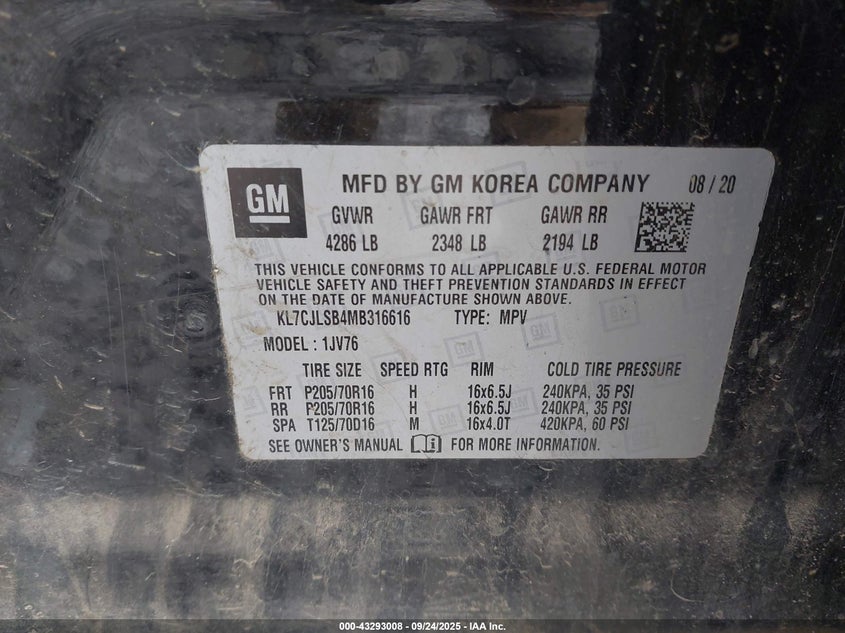 GM
MFD BY GM KOREA COMPANY 08 / 20
GVWR GAWR FRT GAWR RR
4286 LB 2348 LB 2194 LB
THIS VEHICLE CONFORMS TO ALL APPLICABLE U.S. FEDERAL MOTOR
VEHICLE SAFETY AND THEFT PREVENTION STANDARDS IN EFFECT
ON THE DATE OF MANUFACTURE SHOWN ABOVE.
KL7CJLSB4MB316616 TYPE: MPV
MODEL : 1JV76
TIRE SIZE SPEED RTG RIM COLD TIRE PRESSURE
FRT P205/70R16 H 16x6.5J 240KPA, 35 PSI
RR P205/70R16 H 16x6.5J 240KPA, 35 PSI
SPA T125/70D16 M 16x4.0T 420KPA, 60 PSI
SEE OWNER'S MANUAL FOR MORE INFORMATION.
000-43293008 - 09/24/2025 - IAA Inc.